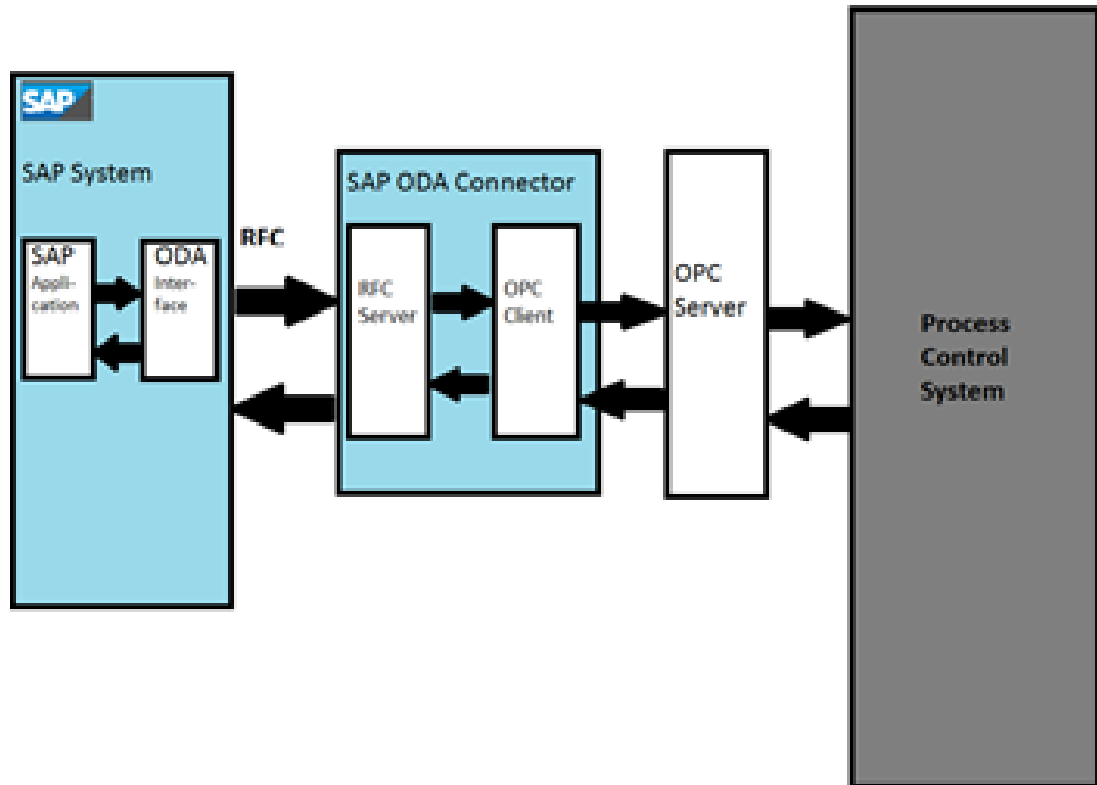 SAP
SAP System
SAP
Appli-
cation
ODA
Inter-
face
RFC
SAP ODA Connector
RFC
Server
OPC
Client
OPC
Server
Process
Control
System